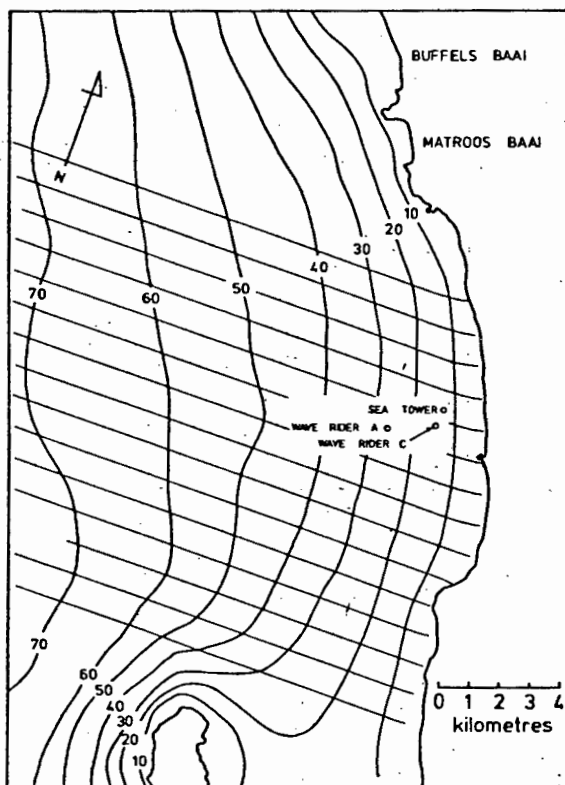 BUFFELS BAAI
N
MATROOS BAAI
10
20
30
40
50
60
70
SEA TOWER
WAVE RIDER A
WAVE RIDER C
70
60
50
40
30
20
10
0 1 2 3 4
kilometres